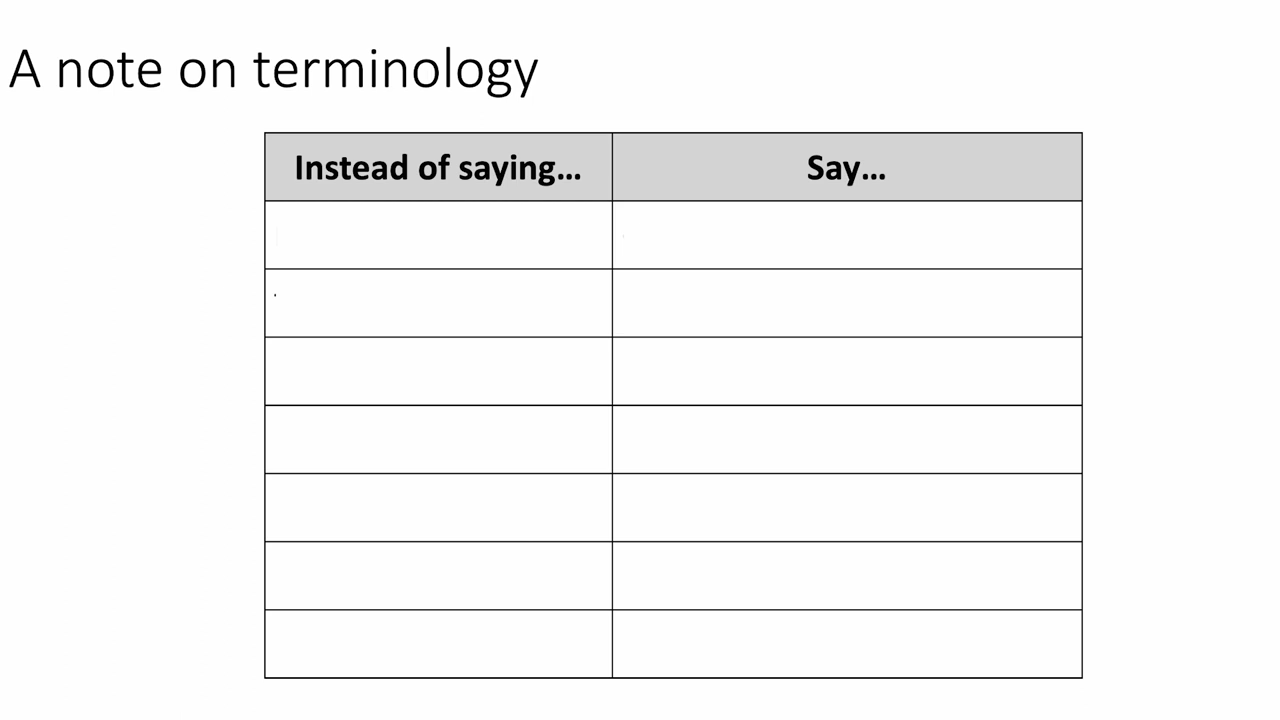 A note on terminology
Instead of saying…
Say…